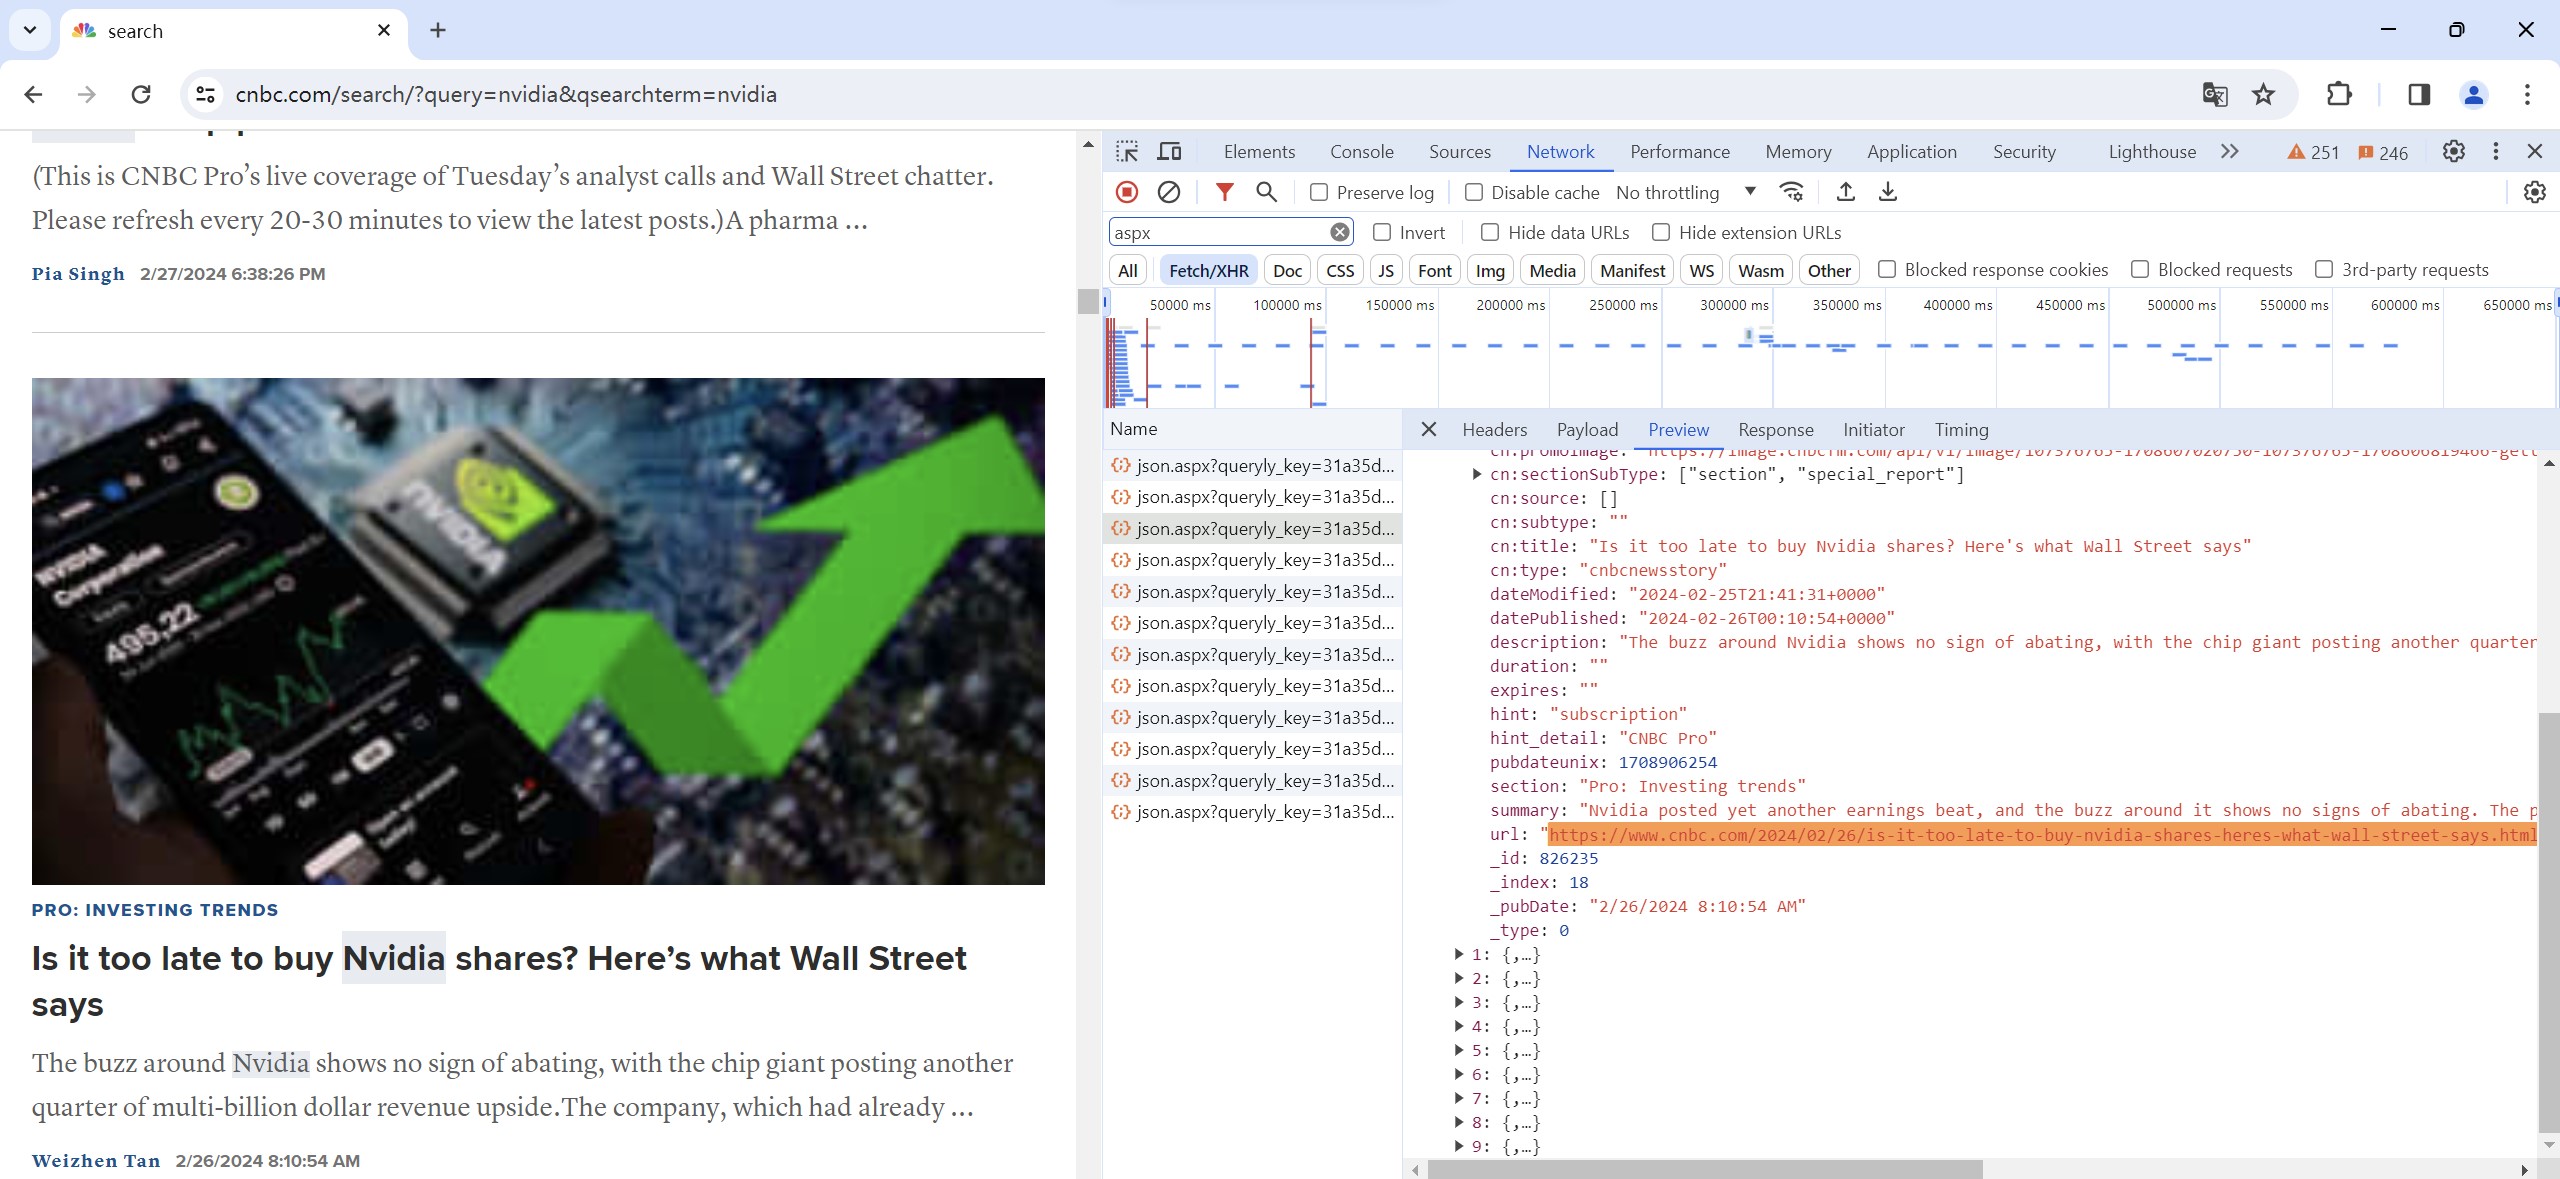 search
cnbc.com/search/?query=nvidia&qsearchterm=nvidia
(This is CNBC Pro’s live coverage of Tuesday’s analyst calls and Wall Street chatter.
Please refresh every 20-30 minutes to view the latest posts.)A pharma ...
Pia Singh 2/27/2024 6:38:26 PM
NVIDIA
NVIDIA
Corporation
495,22
PRO: INVESTING TRENDS
Is it too late to buy Nvidia shares? Here’s what Wall Street
says
The buzz around Nvidia shows no sign of abating, with the chip giant posting another
quarter of multi-billion dollar revenue upside.The company, which had already ...
Weizhen Tan 2/26/2024 8:10:54 AM
Elements Console Sources Network Performance Memory Application Security Lighthouse 251 246
Preserve log Disable cache No throttling
aspx Invert Hide data URLs Hide extension URLs
All Fetch/XHR Doc CSS JS Font Img Media Manifest WS Wasm Other Blocked response cookies Blocked requests 3rd-party requests
50000 ms 100000 ms 150000 ms 200000 ms 250000 ms 300000 ms 350000 ms 400000 ms 450000 ms 500000 ms 550000 ms 600000 ms 650000 ms
Name
json.aspx?queryly_key=31a35d...
json.aspx?queryly_key=31a35d...
json.aspx?queryly_key=31a35d...
json.aspx?queryly_key=31a35d...
json.aspx?queryly_key=31a35d...
json.aspx?queryly_key=31a35d...
json.aspx?queryly_key=31a35d...
json.aspx?queryly_key=31a35d...
json.aspx?queryly_key=31a35d...
json.aspx?queryly_key=31a35d...
json.aspx?queryly_key=31a35d...
json.aspx?queryly_key=31a35d...
Headers Payload Preview Response Initiator Timing
cn:sectionSubType: ["section", "special_report"]
cn:source: []
cn:subtype: ""
cn:title: "Is it too late to buy Nvidia shares? Here's what Wall Street says"
cn:type: "cnbcnewsstory"
dateModified: "2024-02-25T21:41:31+0000"
datePublished: "2024-02-26T00:10:54+0000"
description: "The buzz around Nvidia shows no sign of abating, with the chip giant posting another quarter
duration: ""
expires: ""
hint: "subscription"
hint_detail: "CNBC Pro"
pubdateunix: 1708906254
section: "Pro: Investing trends"
summary: "Nvidia posted yet another earnings beat, and the buzz around it shows no signs of abating. The p
url: "https://www.cnbc.com/2024/02/26/is-it-too-late-to-buy-nvidia-shares-heres-what-wall-street-says.html
_id: 826235
_index: 18
_pubDate: "2/26/2024 8:10:54 AM"
_type: 0
1: {,…}
2: {,…}
3: {,…}
4: {,…}
5: {,…}
6: {,…}
7: {,…}
8: {,…}
9: {,…}